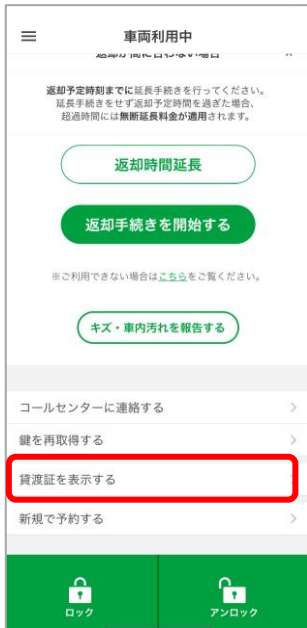 車両利用中
返却予定時刻までに延長手続きを行ってください。
延長手続きをせず返却予定時間を過ぎた場合、
超過時間には無断延長料金が適用されます。
返却時間延長
返却手続きを開始する
※ご利用できない場合はこちらをご覧ください。
キズ・車内汚れを報告する
コールセンターに連絡する
鍵を再取得する
貸渡証を表示する
新規で予約する
ロック
アンロック